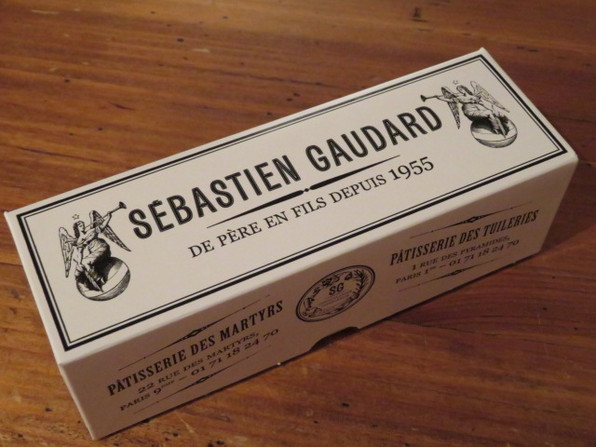 SÉBASTIEN GAUDARD
DE PÈRE EN FILS DEPUIS 1955
PÂTISSERIE DES MARTYRS
22 RUE DES MARTYRS,
PARIS 9ème – 01 71 18 24 70
SG
PÂTISSERIE DES TUILERIES
1 RUE DES PYRAMIDES,
PARIS 1er – 01 71 18 24 70